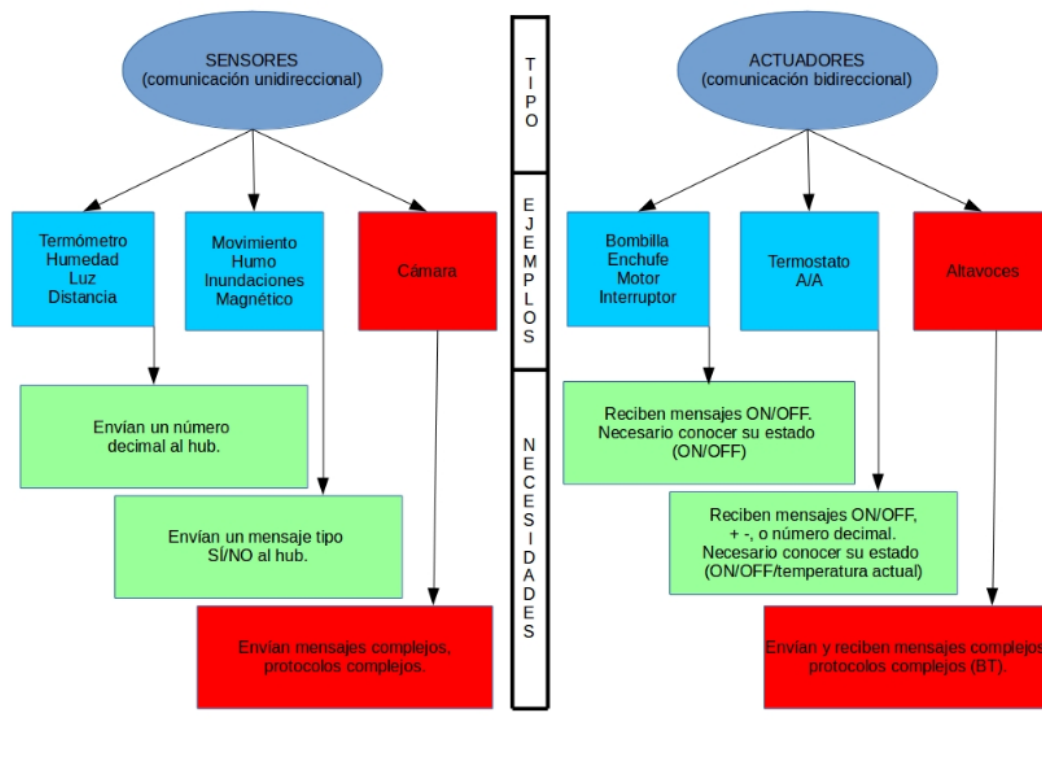 SENSORES
(comunicación unidireccional)
TIPO
ACTUADORES
(comunicación bidireccional)
EJEMPLOS
Termómetro
Humedad
Luz
Distancia
Movimiento
Humo
Inundaciones
Magnético
Cámara
Bombilla
Enchufe
Motor
Interruptor
Termostato
A/A
Altavoces
NECESIDADES
Envían un número
decimal al hub.
Envían un mensaje tipo
SÍ/NO al hub.
Envían mensajes complejos,
protocolos complejos.
Reciben mensajes ON/OFF.
Necesario conocer su estado
(ON/OFF)
Reciben mensajes ON/OFF,
+ -, o número decimal.
Necesario conocer su estado
(ON/OFF/temperatura actual)
Envían y reciben mensajes complejos
protocolos complejos (BT).